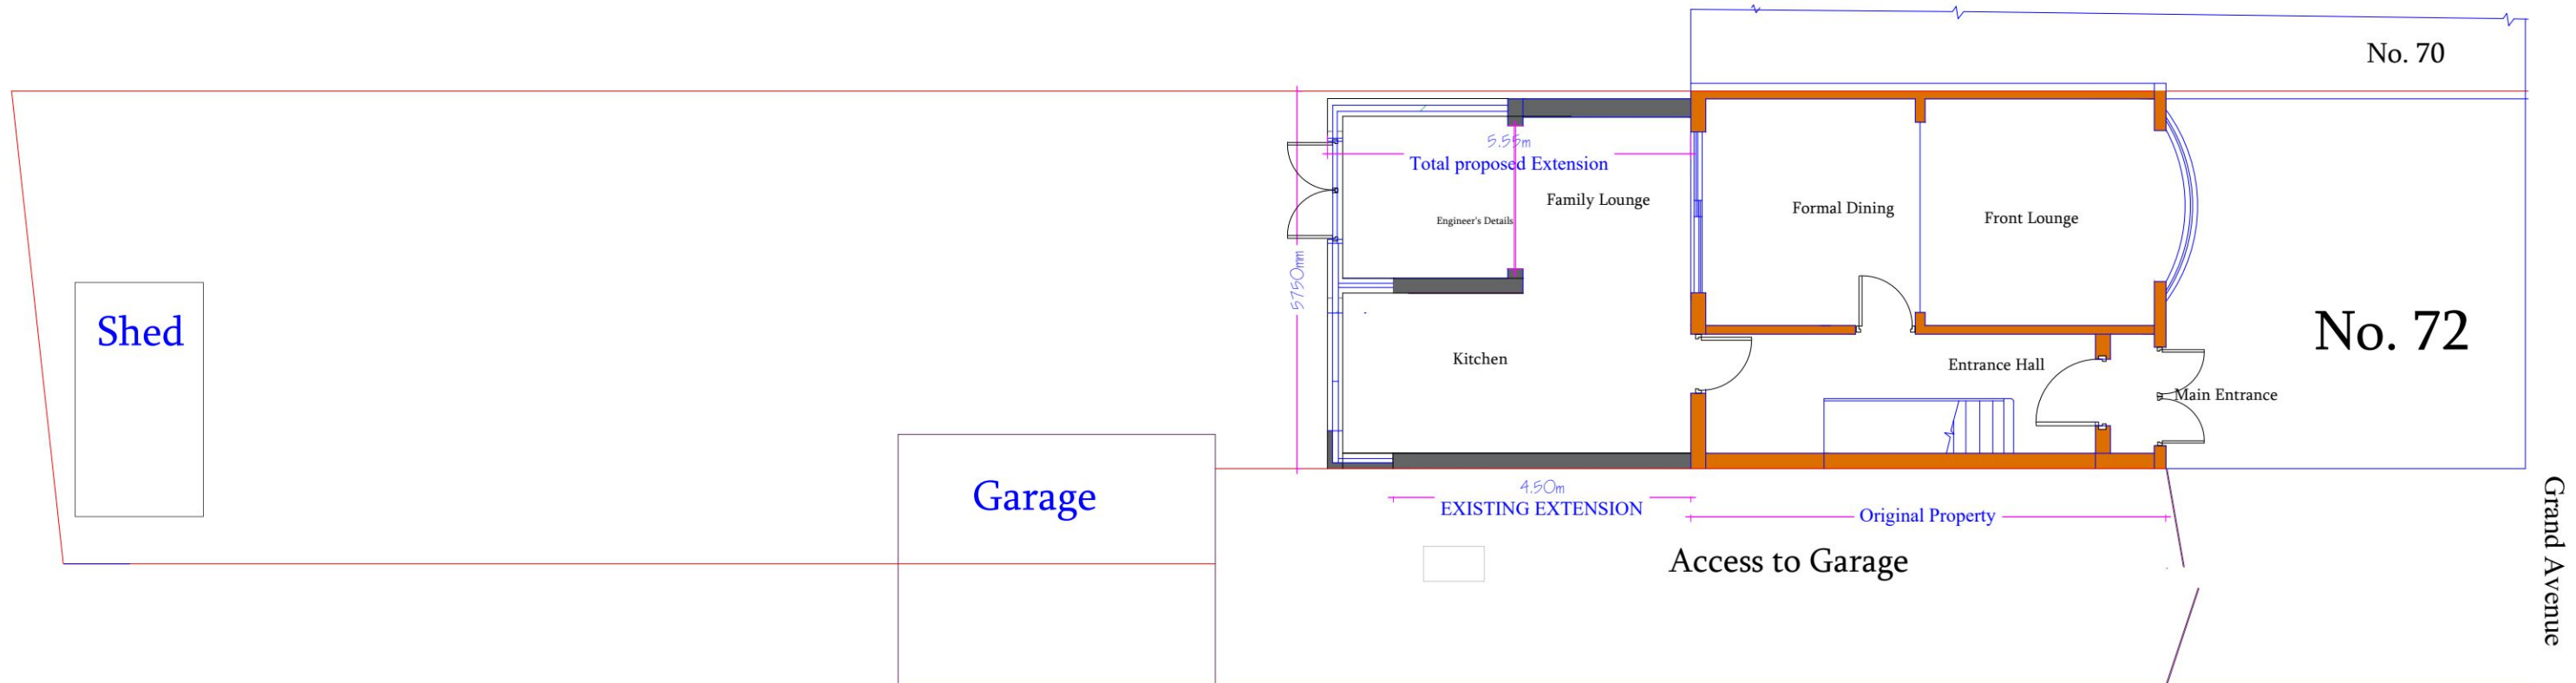 No. 70
5.55m
Total proposed Extension
Family Lounge
Engineer's Details
Formal Dining
Front Lounge
5750mm
Shed
No. 72
Kitchen
Entrance Hall
Main Entrance
Garage
4.50m
EXISTING EXTENSION
Original Property
Access to Garage
Grand Avenue